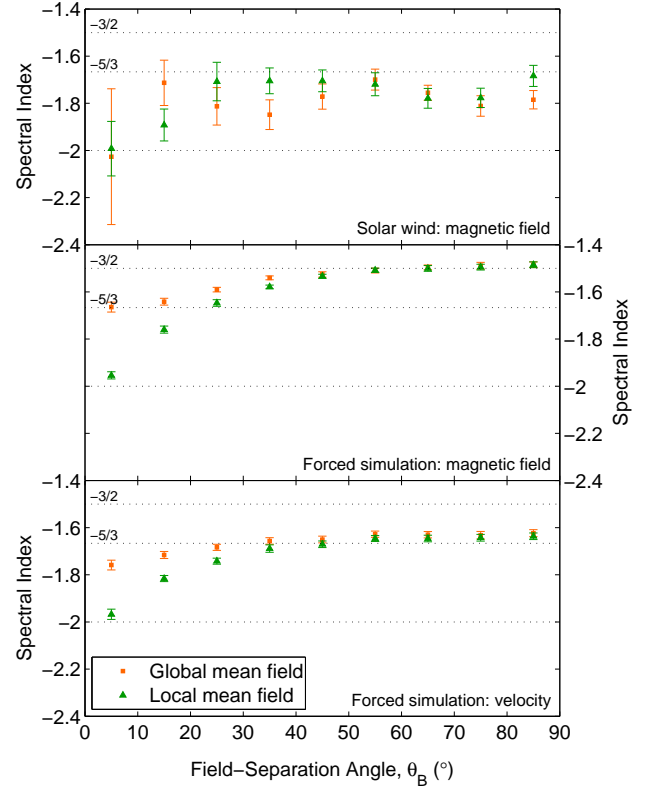 −1.4
−3/2
−1.6
−5/3
−1.8
−2
−2.2
−2.4
Spectral Index
Solar wind: magnetic field
−1.4
−3/2
−1.6
−5/3
−1.8
−2
−2.2
−2.4
Spectral Index
Forced simulation: magnetic field
−1.4
−3/2
−1.6
−5/3
−1.8
−2
−2.2
−2.4
Spectral Index
Global mean field
Local mean field
Forced simulation: velocity
0 10 20 30 40 50 60 70 80 90
Field−Separation Angle, θB (°)